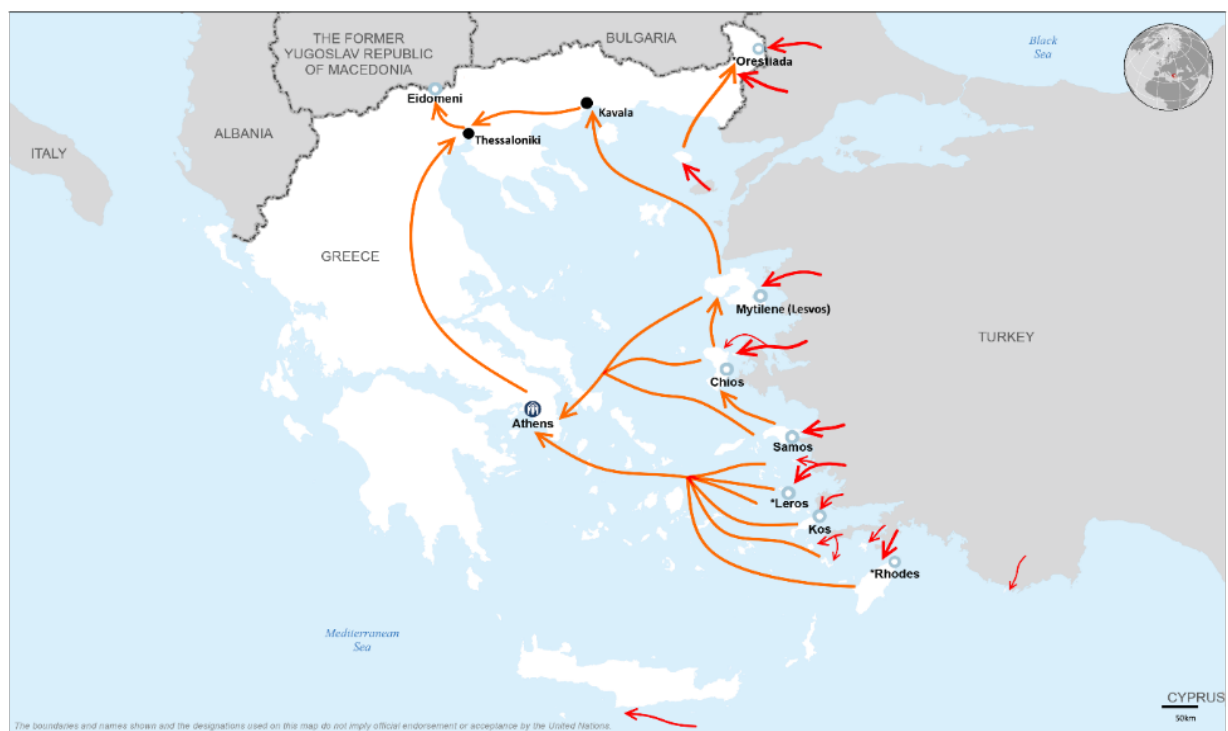 THE FORMER
YUGOSLAV REPUBLIC
OF MACEDONIA
BULGARIA
Black
Sea
*Orestiada
Eidomeni
Kavala
ALBANIA
Thessaloniki
ITALY
GREECE
Mytilene (Lesvos)
TURKEY
Chios
Athens
Samos
*Leros
Kos
*Rhodes
Mediterranean
Sea
CYPRUS
50km
The boundaries and names shown and the designations used on this map do not imply official endorsement or acceptance by the United Nations.